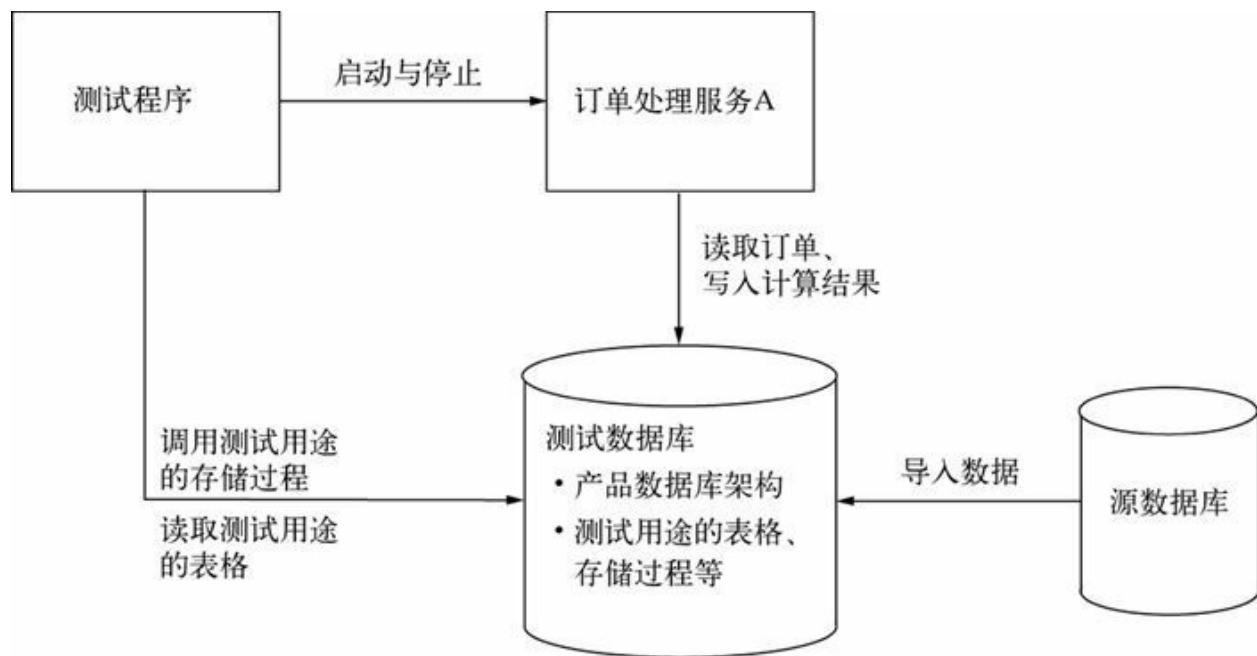 测试程序
启动与停止
订单处理服务A
读取订单、
写入计算结果
调用测试用途
的存储过程
读取测试用途
的表格
测试数据库
• 产品数据库架构
• 测试用途的表格、
存储过程等
导入数据
源数据库